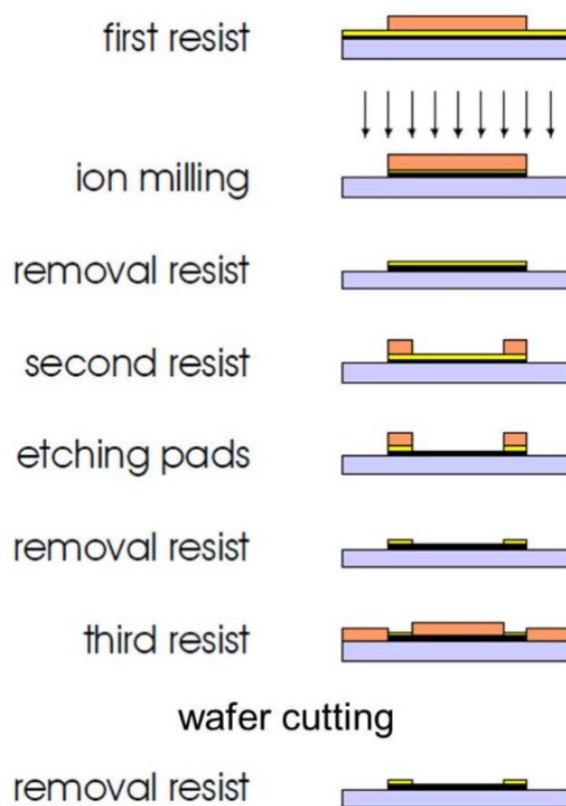 first resist
ion milling
removal resist
second resist
etching pads
removal resist
third resist
wafer cutting
removal resist